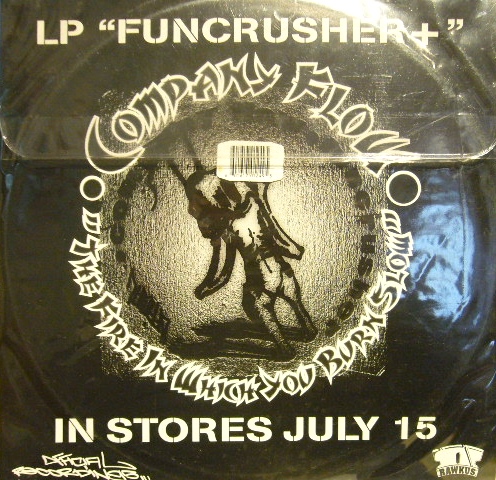 LP “FUNCRUSHER+”
COMPANY FLOW
THE FIRE IN WHICH YOU BURN SLOW
IN STORES JULY 15
OFFICIAL
RECORDINGS...
RAWKUS